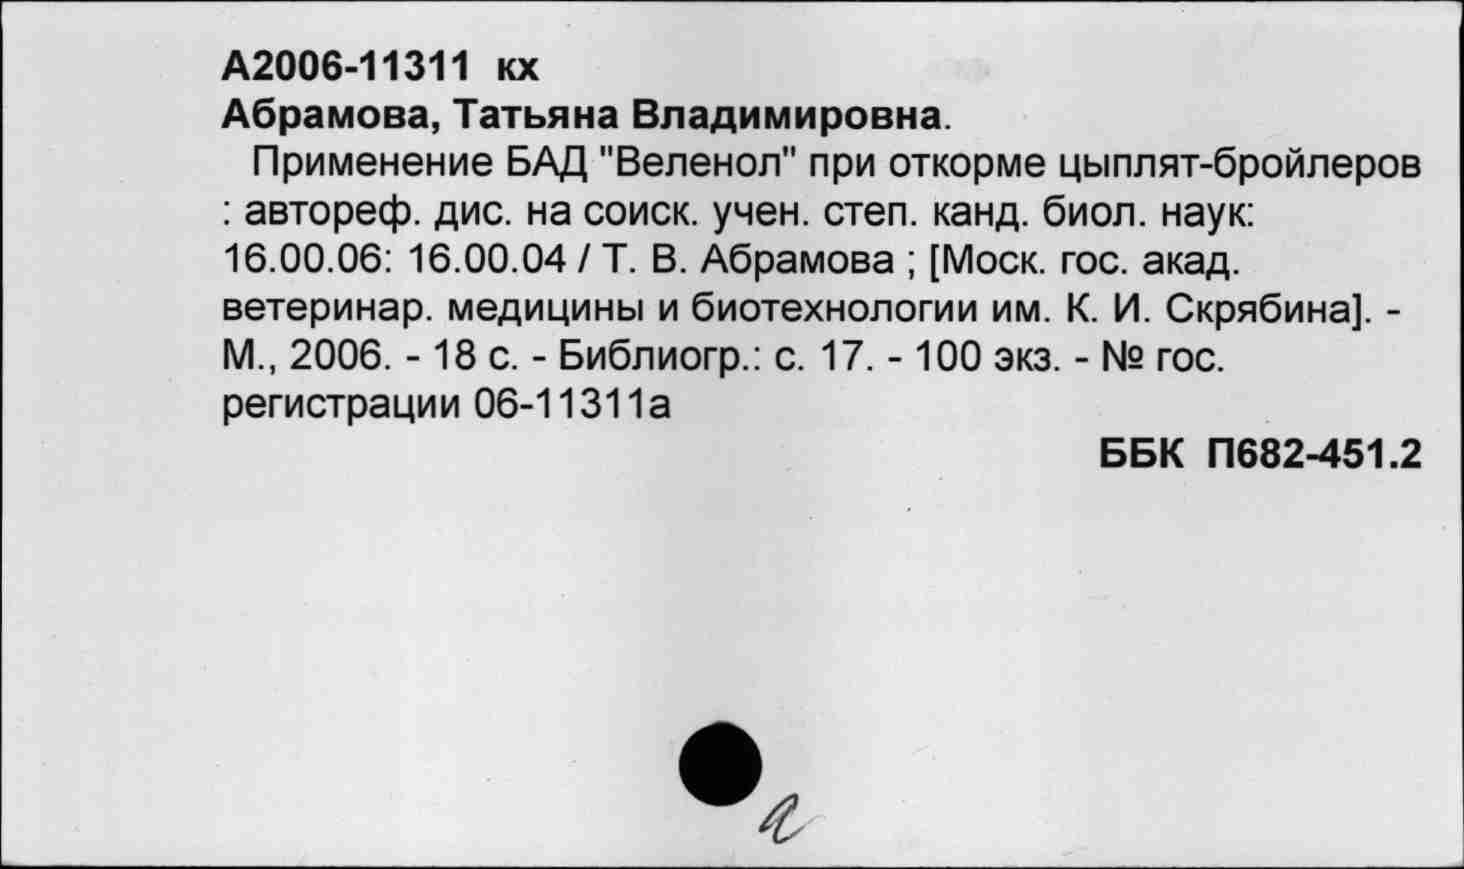 А2006-11311 кх
Абрамова, Татьяна Владимировна.
Применение БАД "Веленол" при откорме цыплят-бройлеров
: автореф. дис. на соиск. учен. степ. канд. биол. наук:
16.00.06: 16.00.04 / Т. В. Абрамова ; [Моск. гос. акад.
ветеринар. медицины и биотехнологии им. К. И. Скрябина]. -
М., 2006. - 18 с. - Библиогр.: с. 17. - 100 экз. - № гос.
регистрации 06-11311а
ББК П682-451.2
а